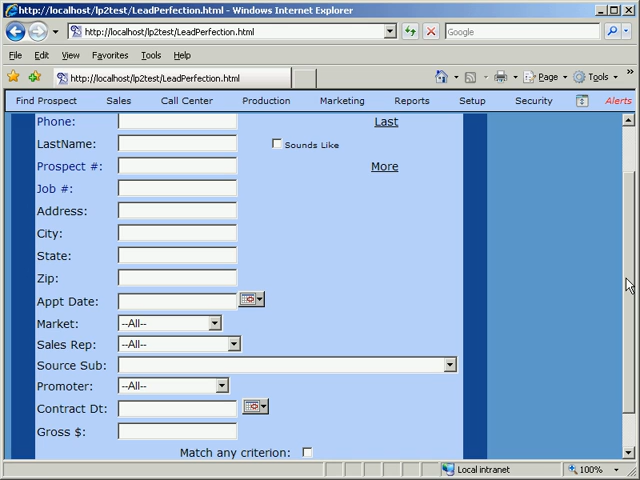 http://localhost/lp2test/LeadPerfection.html - Windows Internet Explorer
http://localhost/lp2test/LeadPerfection.html
Google
File Edit View Favorites Tools Help
http://localhost/lp2test/LeadPerfection.html
Page Tools
Find Prospect Sales Call Center Production Marketing Reports Setup Security Alerts
Phone: Last
LastName: Sounds Like
Prospect #: More
Job #:
Address:
City:
State:
Zip:
Appt Date:
Market: --All--
Sales Rep: --All--
Source Sub:
Promoter: --All--
Contract Dt:
Gross $:
Match any criterion:
Local intranet 100%